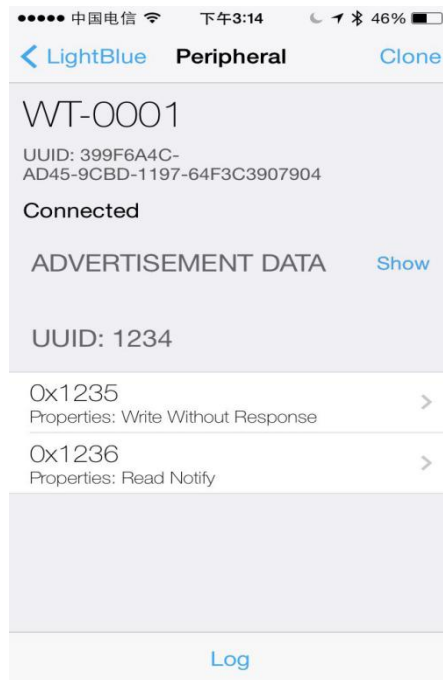 中国电信 下午3:14 46%
LightBlue Peripheral Clone
WT-0001
UUID: 399F6A4C-
AD45-9CBD-1197-64F3C3907904
Connected
ADVERTISEMENT DATA Show
UUID: 1234
0x1235
Properties: Write Without Response
0x1236
Properties: Read Notify
Log